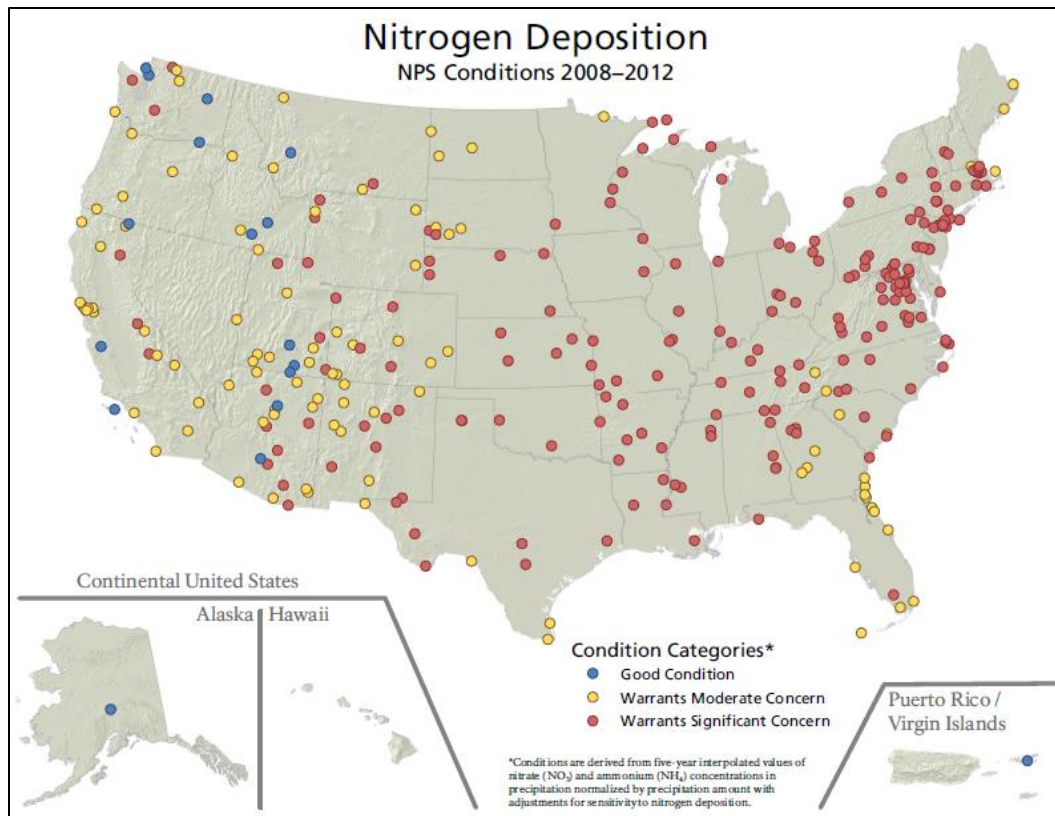 Nitrogen Deposition
NPS Conditions 2008–2012
Continental United States
Alaska
Hawaii
Condition Categories*
Good Condition
Warrants Moderate Concern
Warrants Significant Concern
*Conditions are derived from five-year interpolated values of
nitrate (NO₃) and ammonium (NH₄) concentrations in
precipitation normalized by precipitation amount with
adjustments for sensitivity to nitrogen deposition.
Puerto Rico /
Virgin Islands